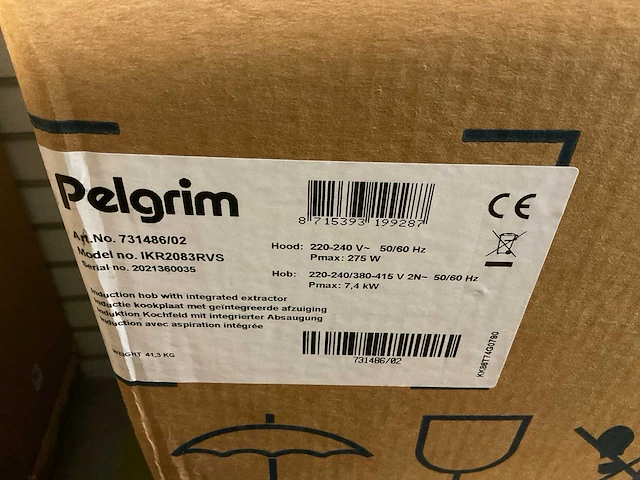 Pelgrim
8 715393 199287
CE
Art.No. 731486/02
Model no. IKR2083RVS
Serial no. 2021360035
Hood: 220-240 V~ 50/60 Hz
Pmax: 275 W
Hob: 220-240/380-415 V 2N~ 50/60 Hz
Pmax: 7,4 kW
Induction hob with integrated extractor
Inductie kookplaat met geïntegreerde afzuiging
Induktion Kochfeld mit integrierter Absaugung
Induction avec aspiration intégrée
WEIGHT 41,3 KG
731486/02
KKS6T74G0790